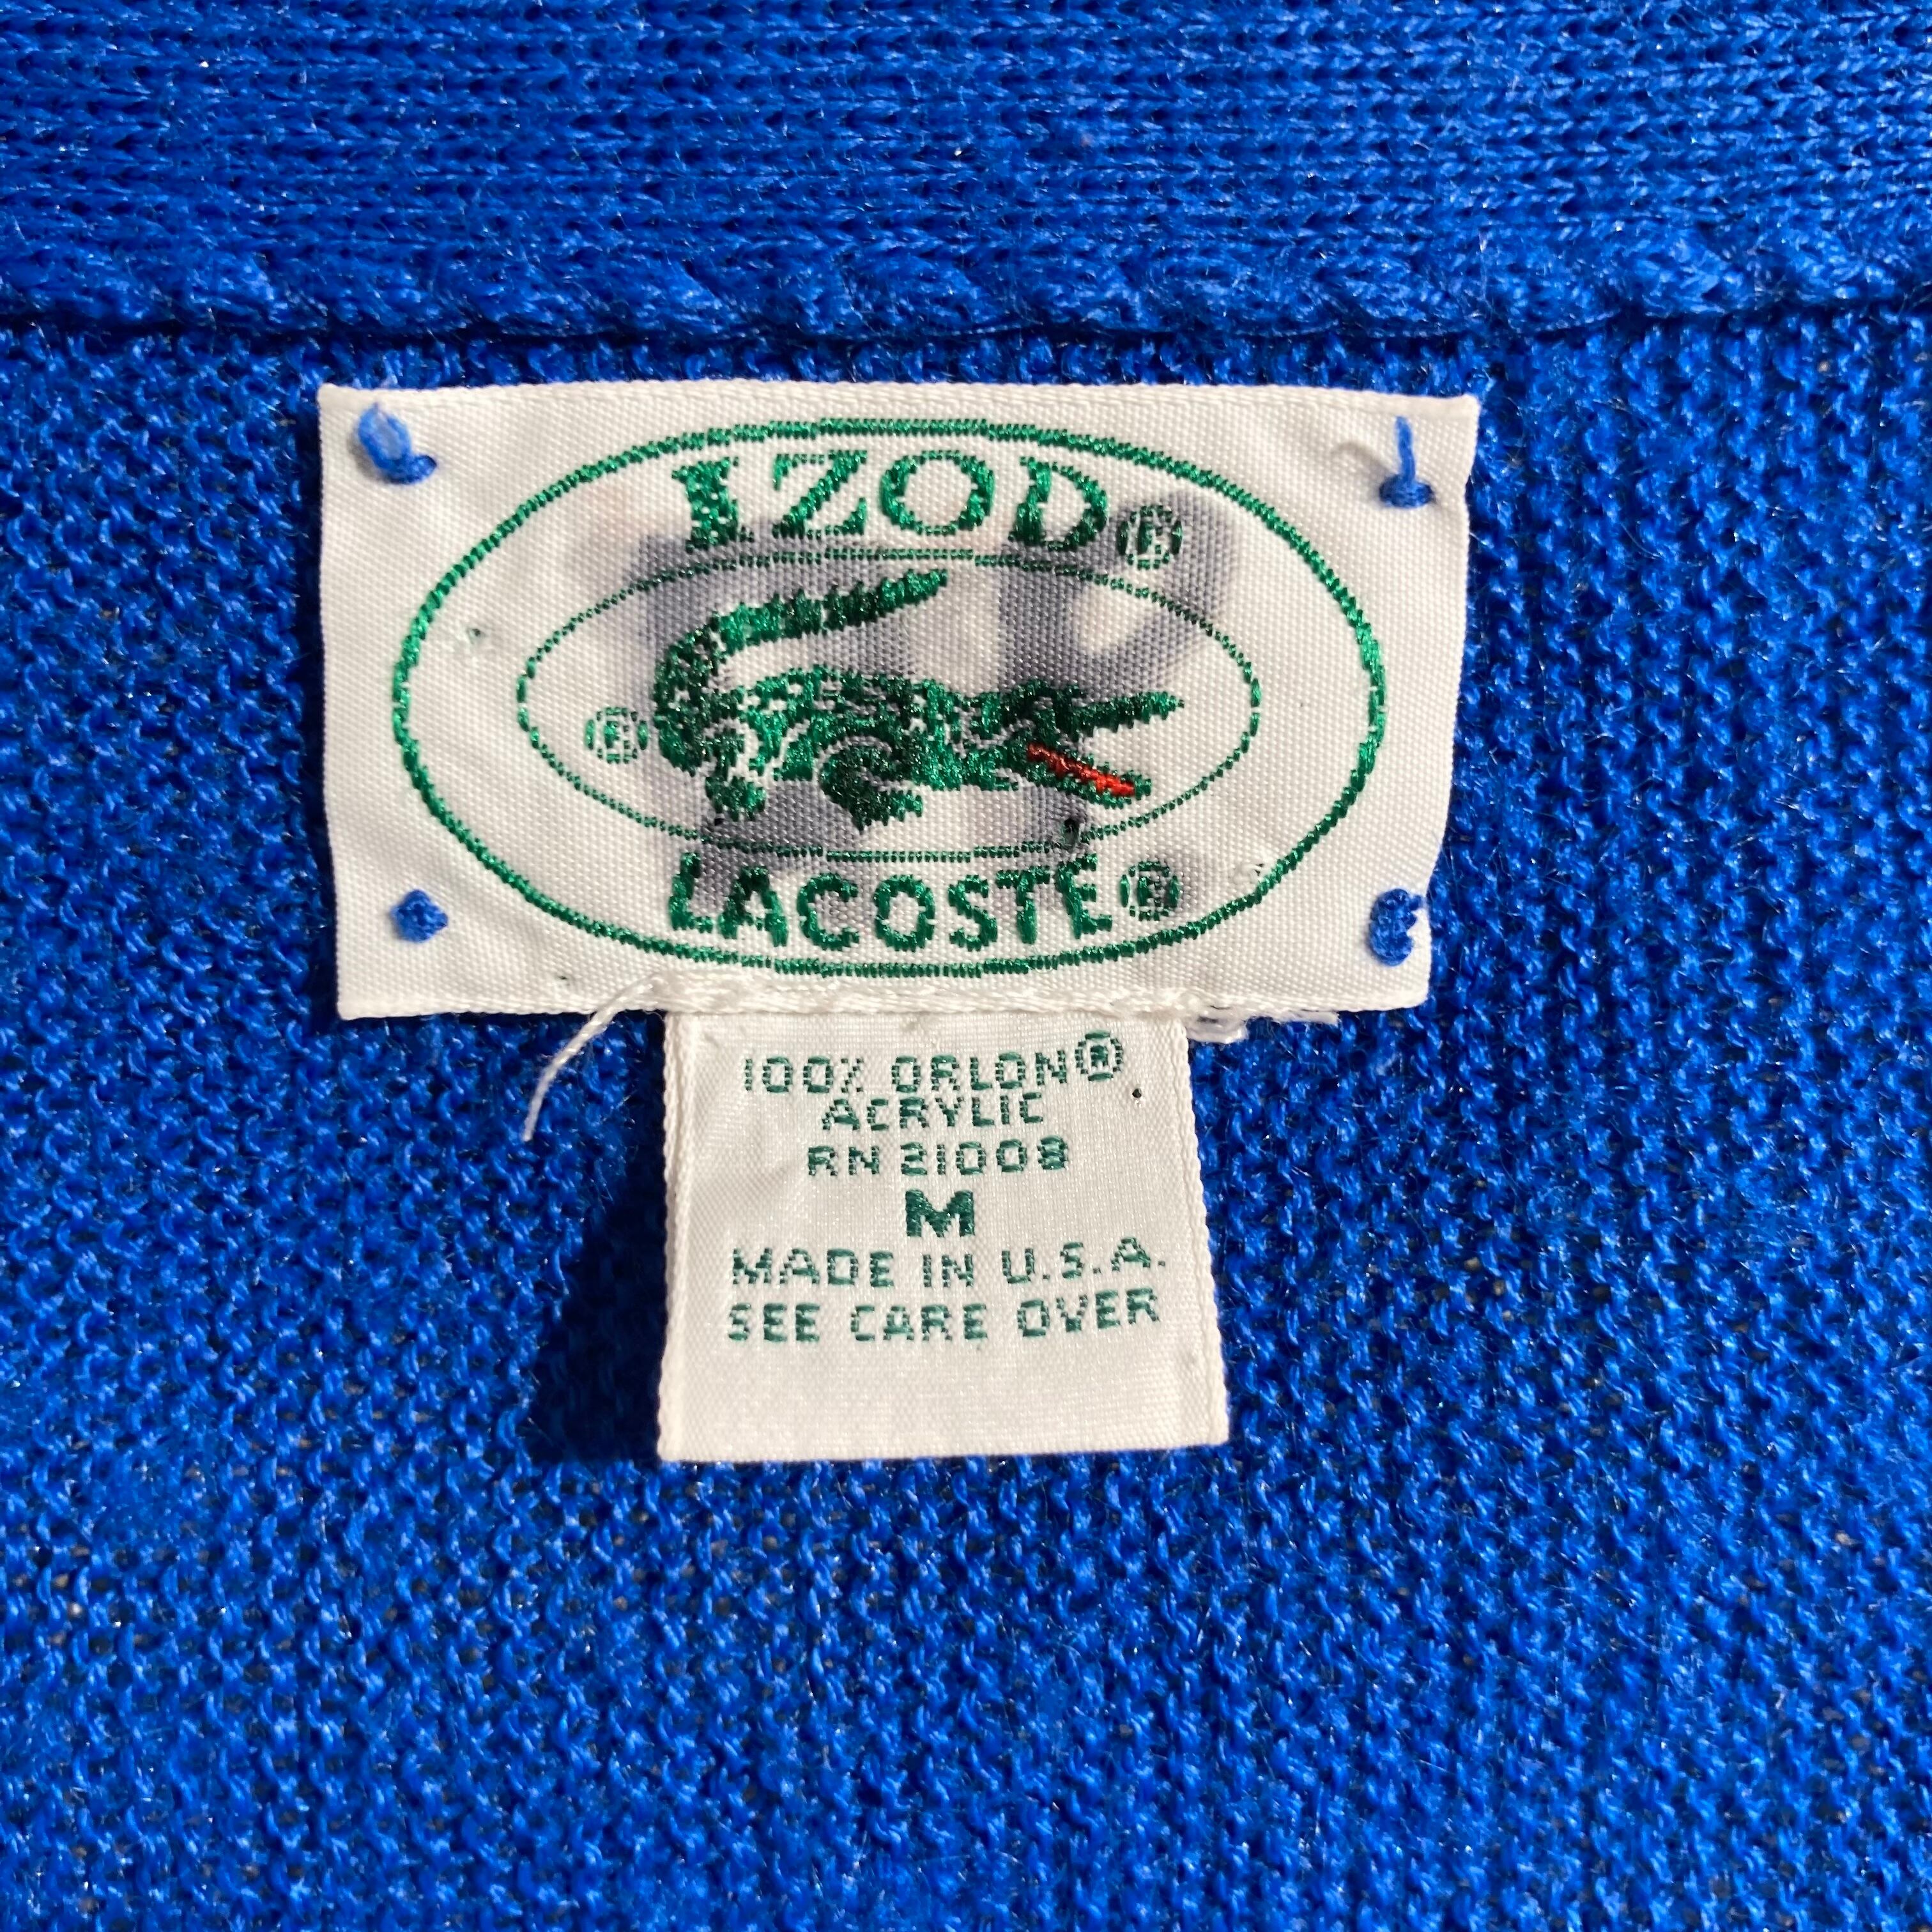 IZOD®
®
LACOSTE®
100% ORLON®
ACRYLIC
RN 21008
M
MADE IN U.S.A.
SEE CARE OVER